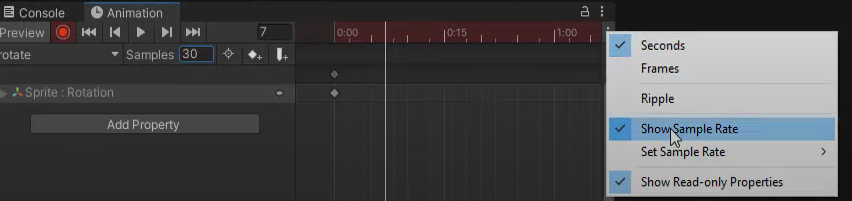 Console
Animation
Preview
7
0:00
0:15
1:00
rotate
Samples
30
Sprite : Rotation
Add Property
Seconds
Frames
Ripple
Show Sample Rate
Set Sample Rate
Show Read-only Properties